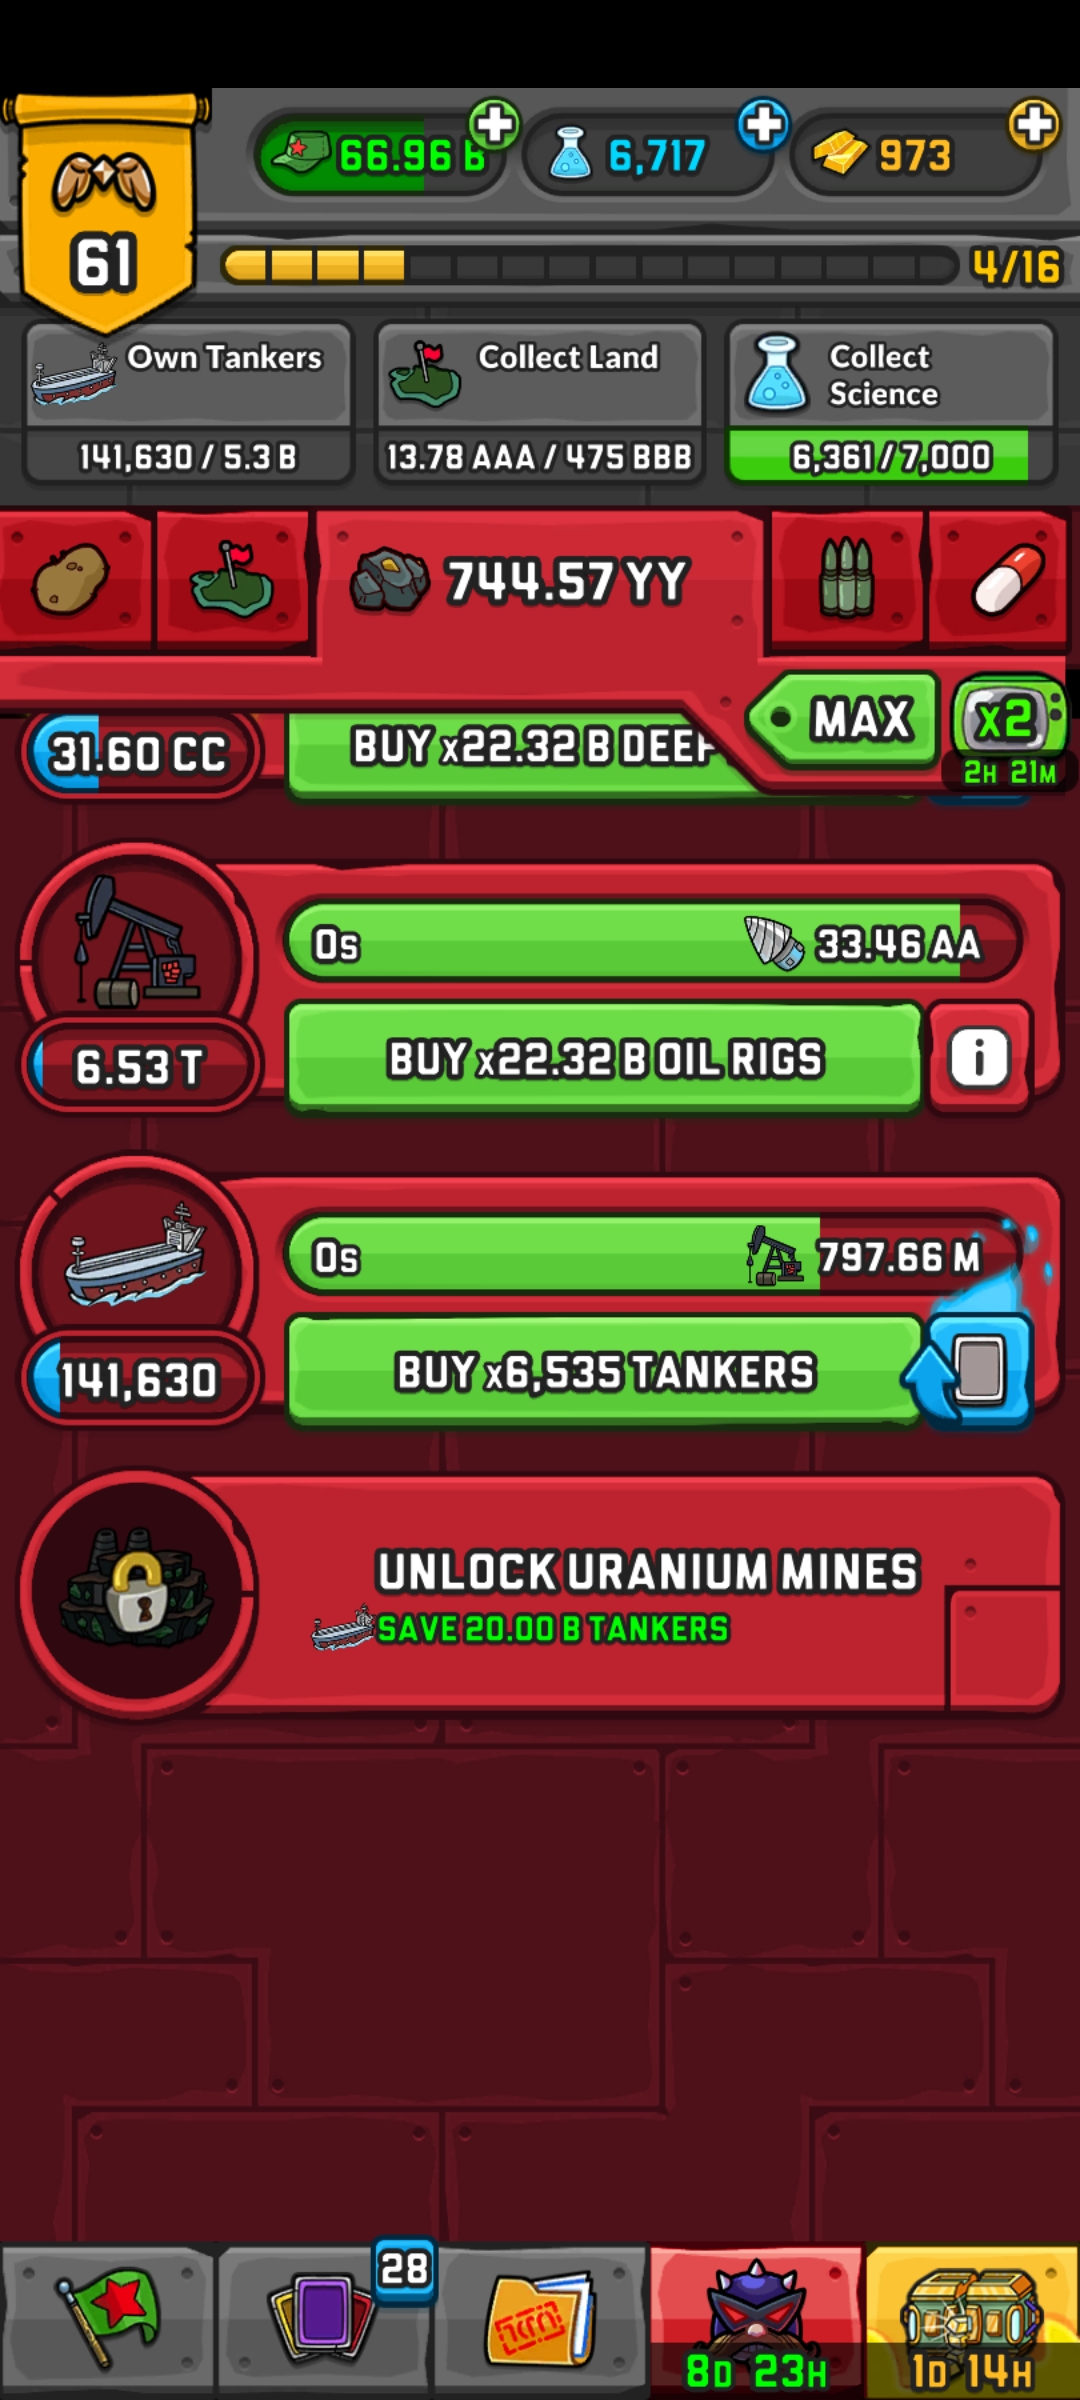 66.96 B
6,717
973
61
4/16
Own Tankers
141,630 / 5.3 B
Collect Land
13.78 AAA / 475 BBB
Collect
Science
6,361 / 7,000
744.57 YY
MAX
x2
2H 21M
31.60 CC
BUY x22.32 B DEEP
0s
33.46 AA
6.53 T
BUY x22.32 B OIL RIGS
i
0s
797.66 M
141,630
BUY x6,535 TANKERS
UNLOCK URANIUM MINES
SAVE 20.00 B TANKERS
28
8D 23H
1D 14H